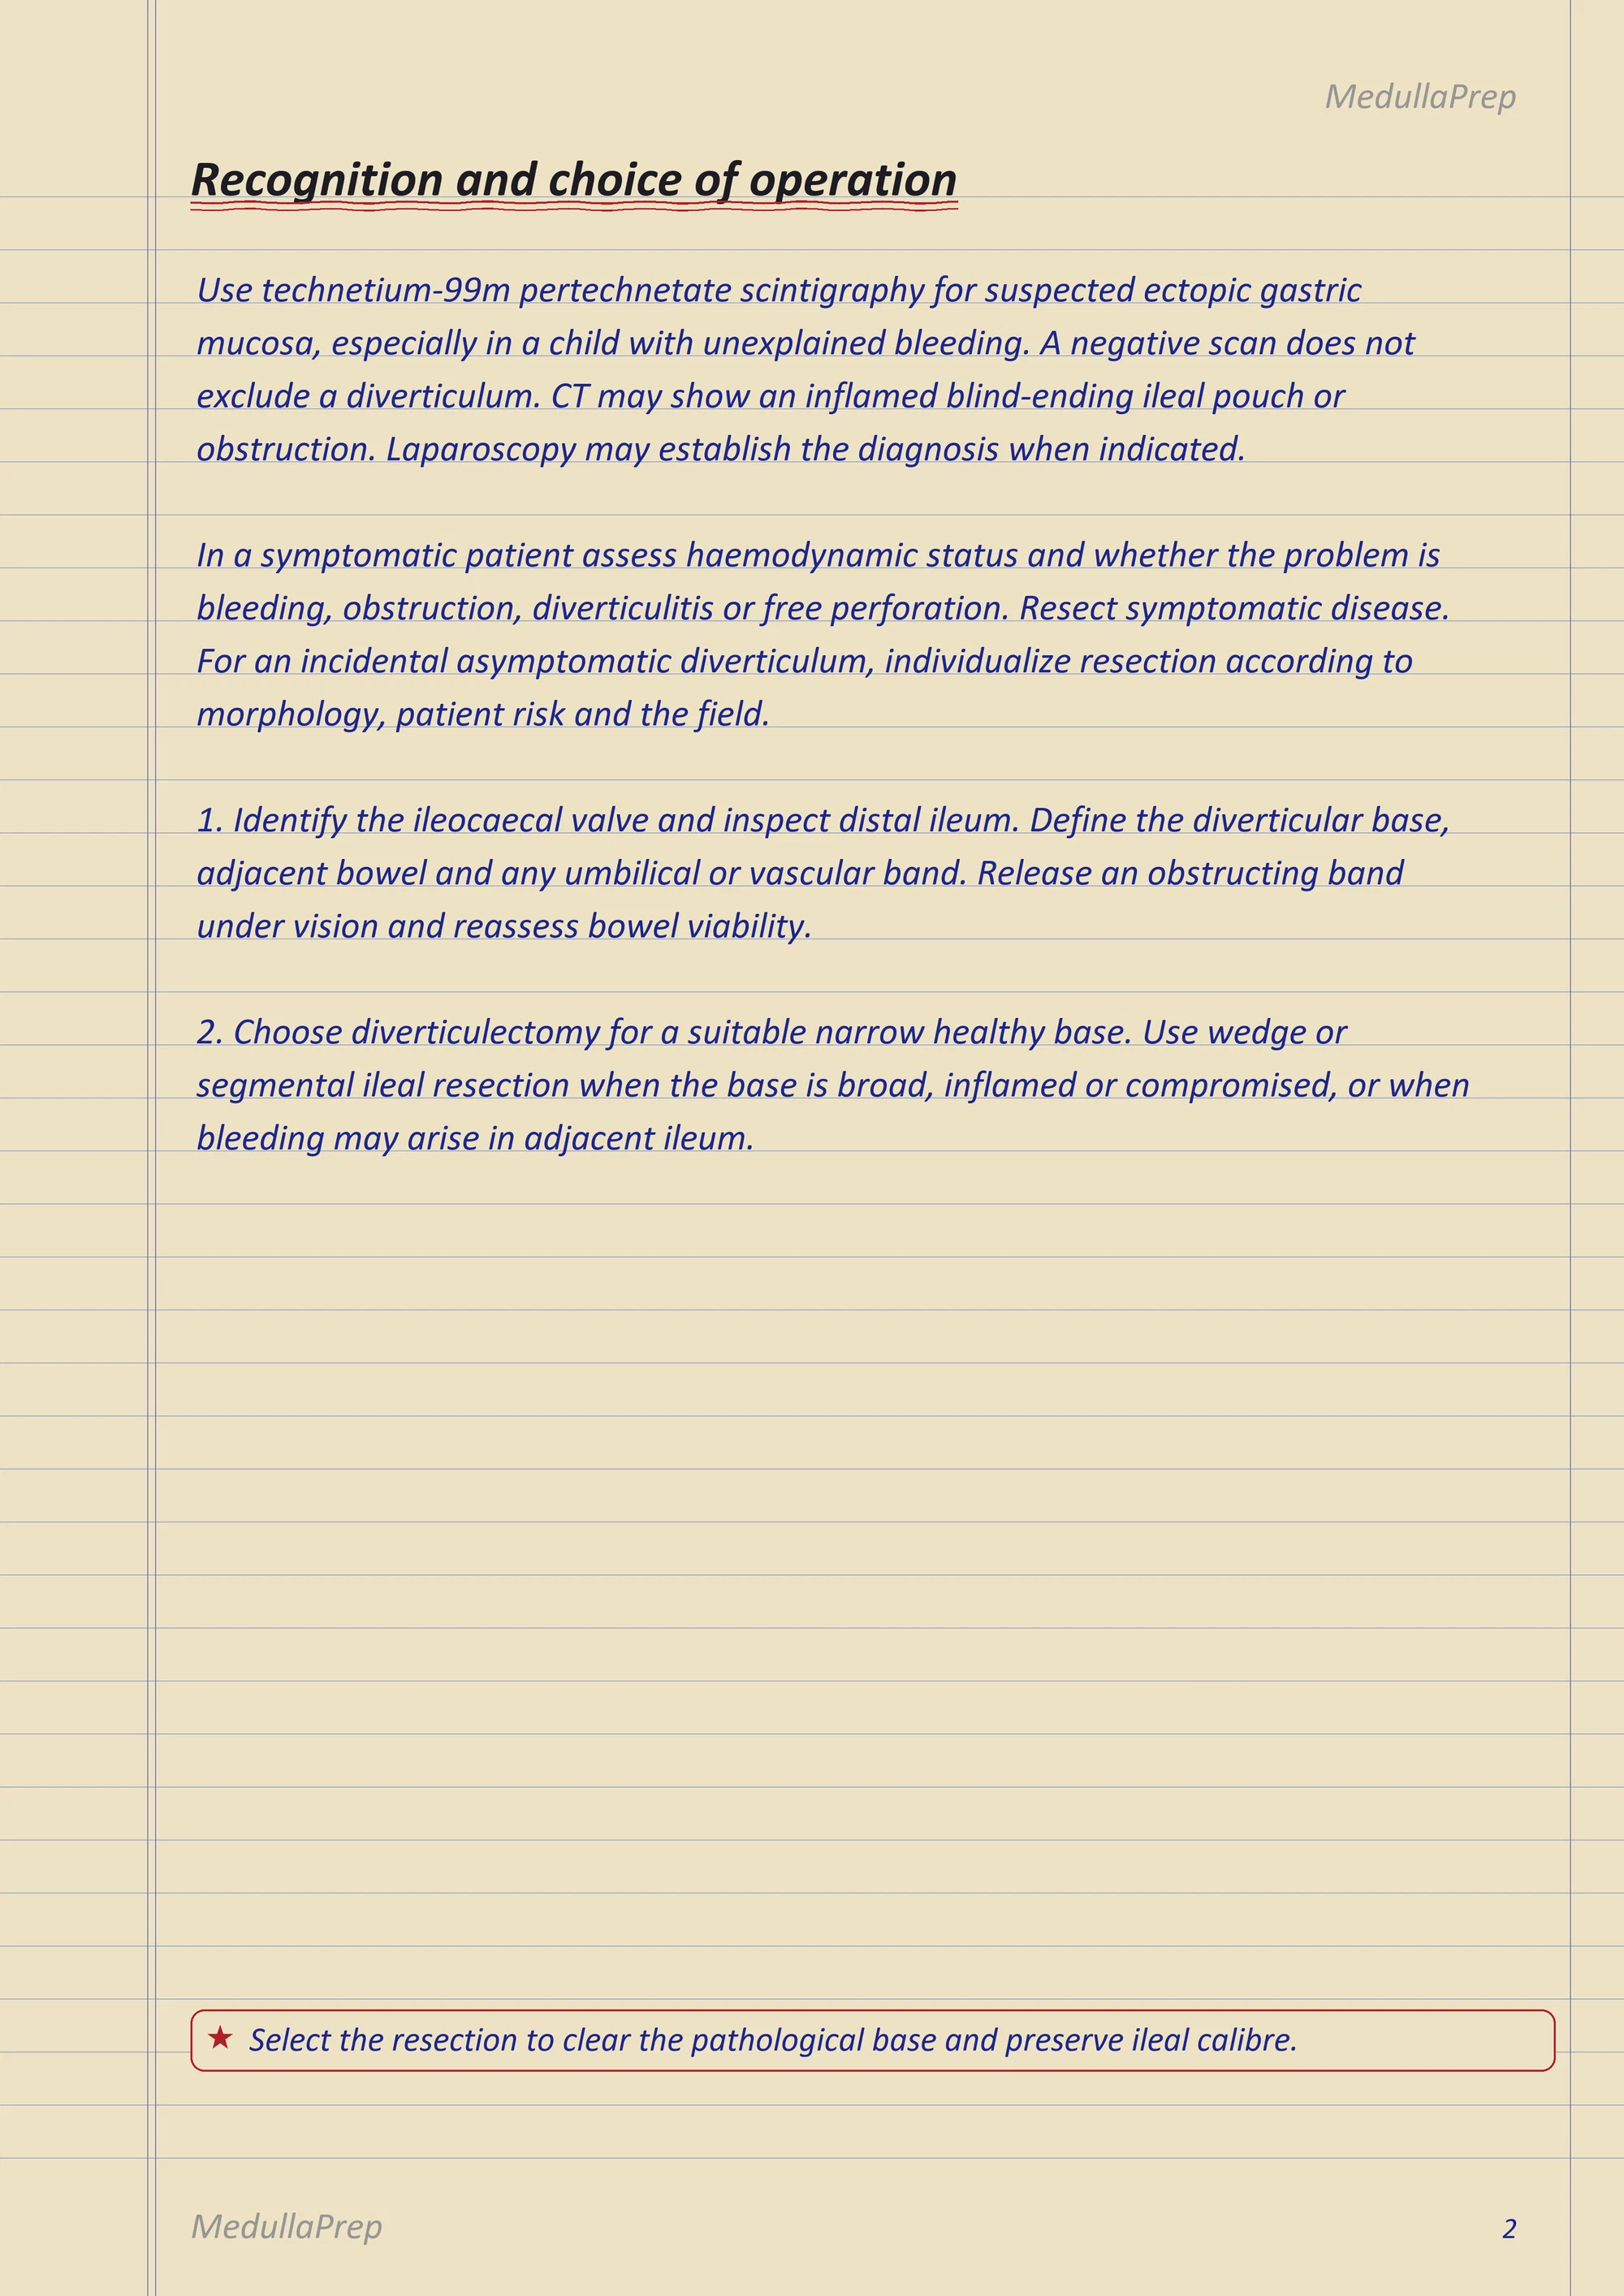 MedullaPrep
Recognition and choice of operation
Use technetium-99m pertechnetate scintigraphy for suspected ectopic gastric
mucosa, especially in a child with unexplained bleeding. A negative scan does not
exclude a diverticulum. CT may show an inflamed blind-ending ileal pouch or
obstruction. Laparoscopy may establish the diagnosis when indicated.
In a symptomatic patient assess haemodynamic status and whether the problem is
bleeding, obstruction, diverticulitis or free perforation. Resect symptomatic disease.
For an incidental asymptomatic diverticulum, individualize resection according to
morphology, patient risk and the field.
1. Identify the ileocaecal valve and inspect distal ileum. Define the diverticular base,
adjacent bowel and any umbilical or vascular band. Release an obstructing band
under vision and reassess bowel viability.
2. Choose diverticulectomy for a suitable narrow healthy base. Use wedge or
segmental ileal resection when the base is broad, inflamed or compromised, or when
bleeding may arise in adjacent ileum.
★ Select the resection to clear the pathological base and preserve ileal calibre.
MedullaPrep
2